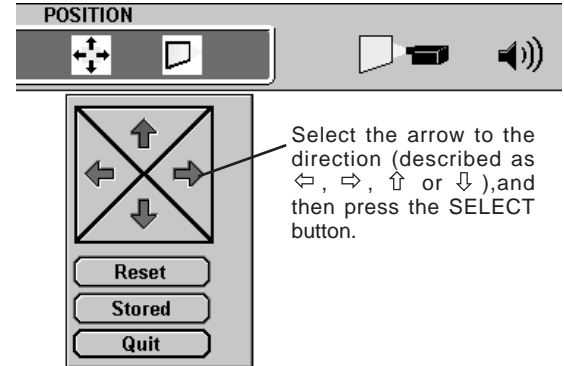 POSITION
Select the arrow to the
direction (described as
⇦ , ⇨ , ⇧ or ⇩ ),and
then press the SELECT
button.
Reset
Stored
Quit